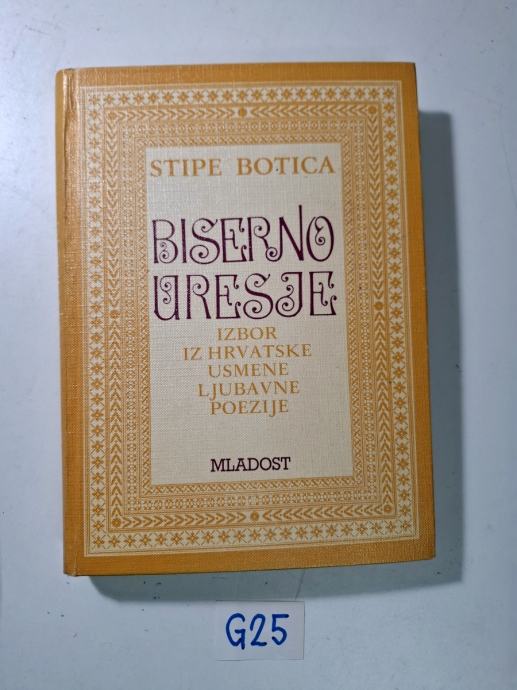 STIPE BOTICA
BISERNO
URESJE
IZBOR
IZ HRVATSKE
USMENE
LJUBAVNE
POEZIJE
MLADOST
G25